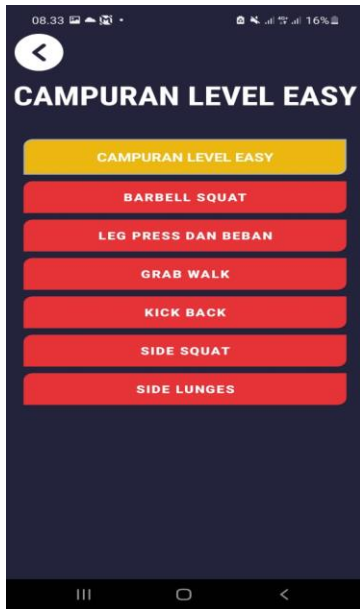 08.33 16%
CAMPURAN LEVEL EASY
CAMPURAN LEVEL EASY
BARBELL SQUAT
LEG PRESS DAN BEBAN
GRAB WALK
KICK BACK
SIDE SQUAT
SIDE LUNGES